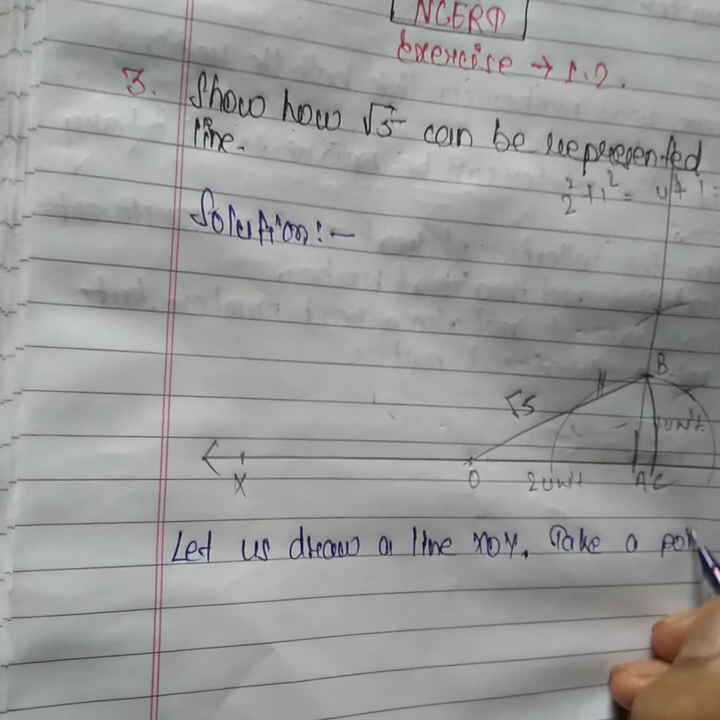 NCERT
Exercise → 1.2.
3. Show how √5 can be represented
line.
2² + 1² = 4+1
Solution:-
B
√5
1 unit
X
O
2 unit
A C
Let us draw a line XOY. Take a poi